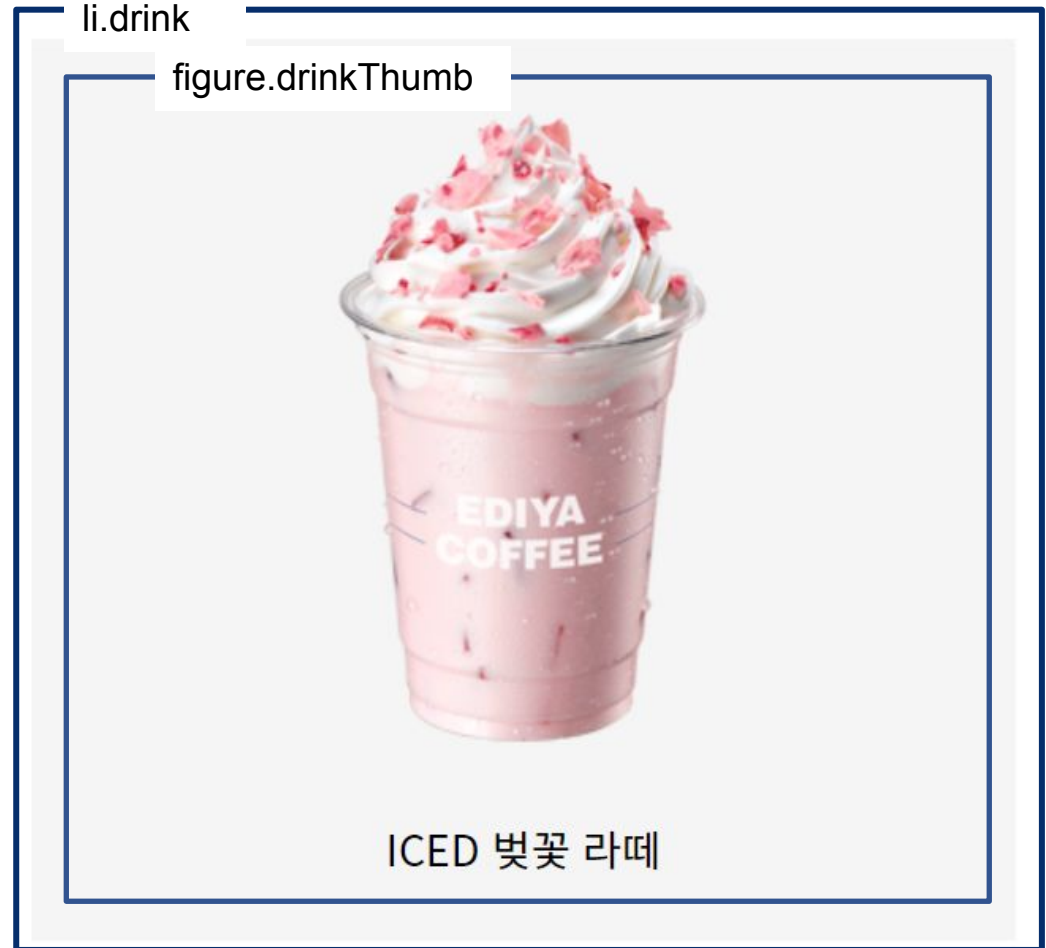 li.drink
figure.drinkThumb
EDIYA
COFFEE
ICED 벚꽃 라떼